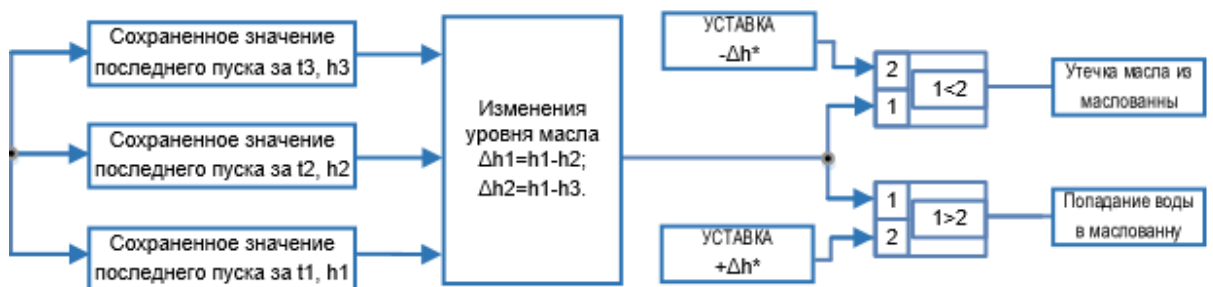 Сохраненное значение
последнего пуска за t3, h3
Сохраненное значение
последнего пуска за t2, h2
Сохраненное значение
последнего пуска за t1, h1
Изменения
уровня масла
Δh1=h1-h2;
Δh2=h1-h3.
УСТАВКА
-Δh*
2
1
1<2
Утечка масла из
маслованны
УСТАВКА
+Δh*
1
2
1>2
Попадание воды
в маслованну